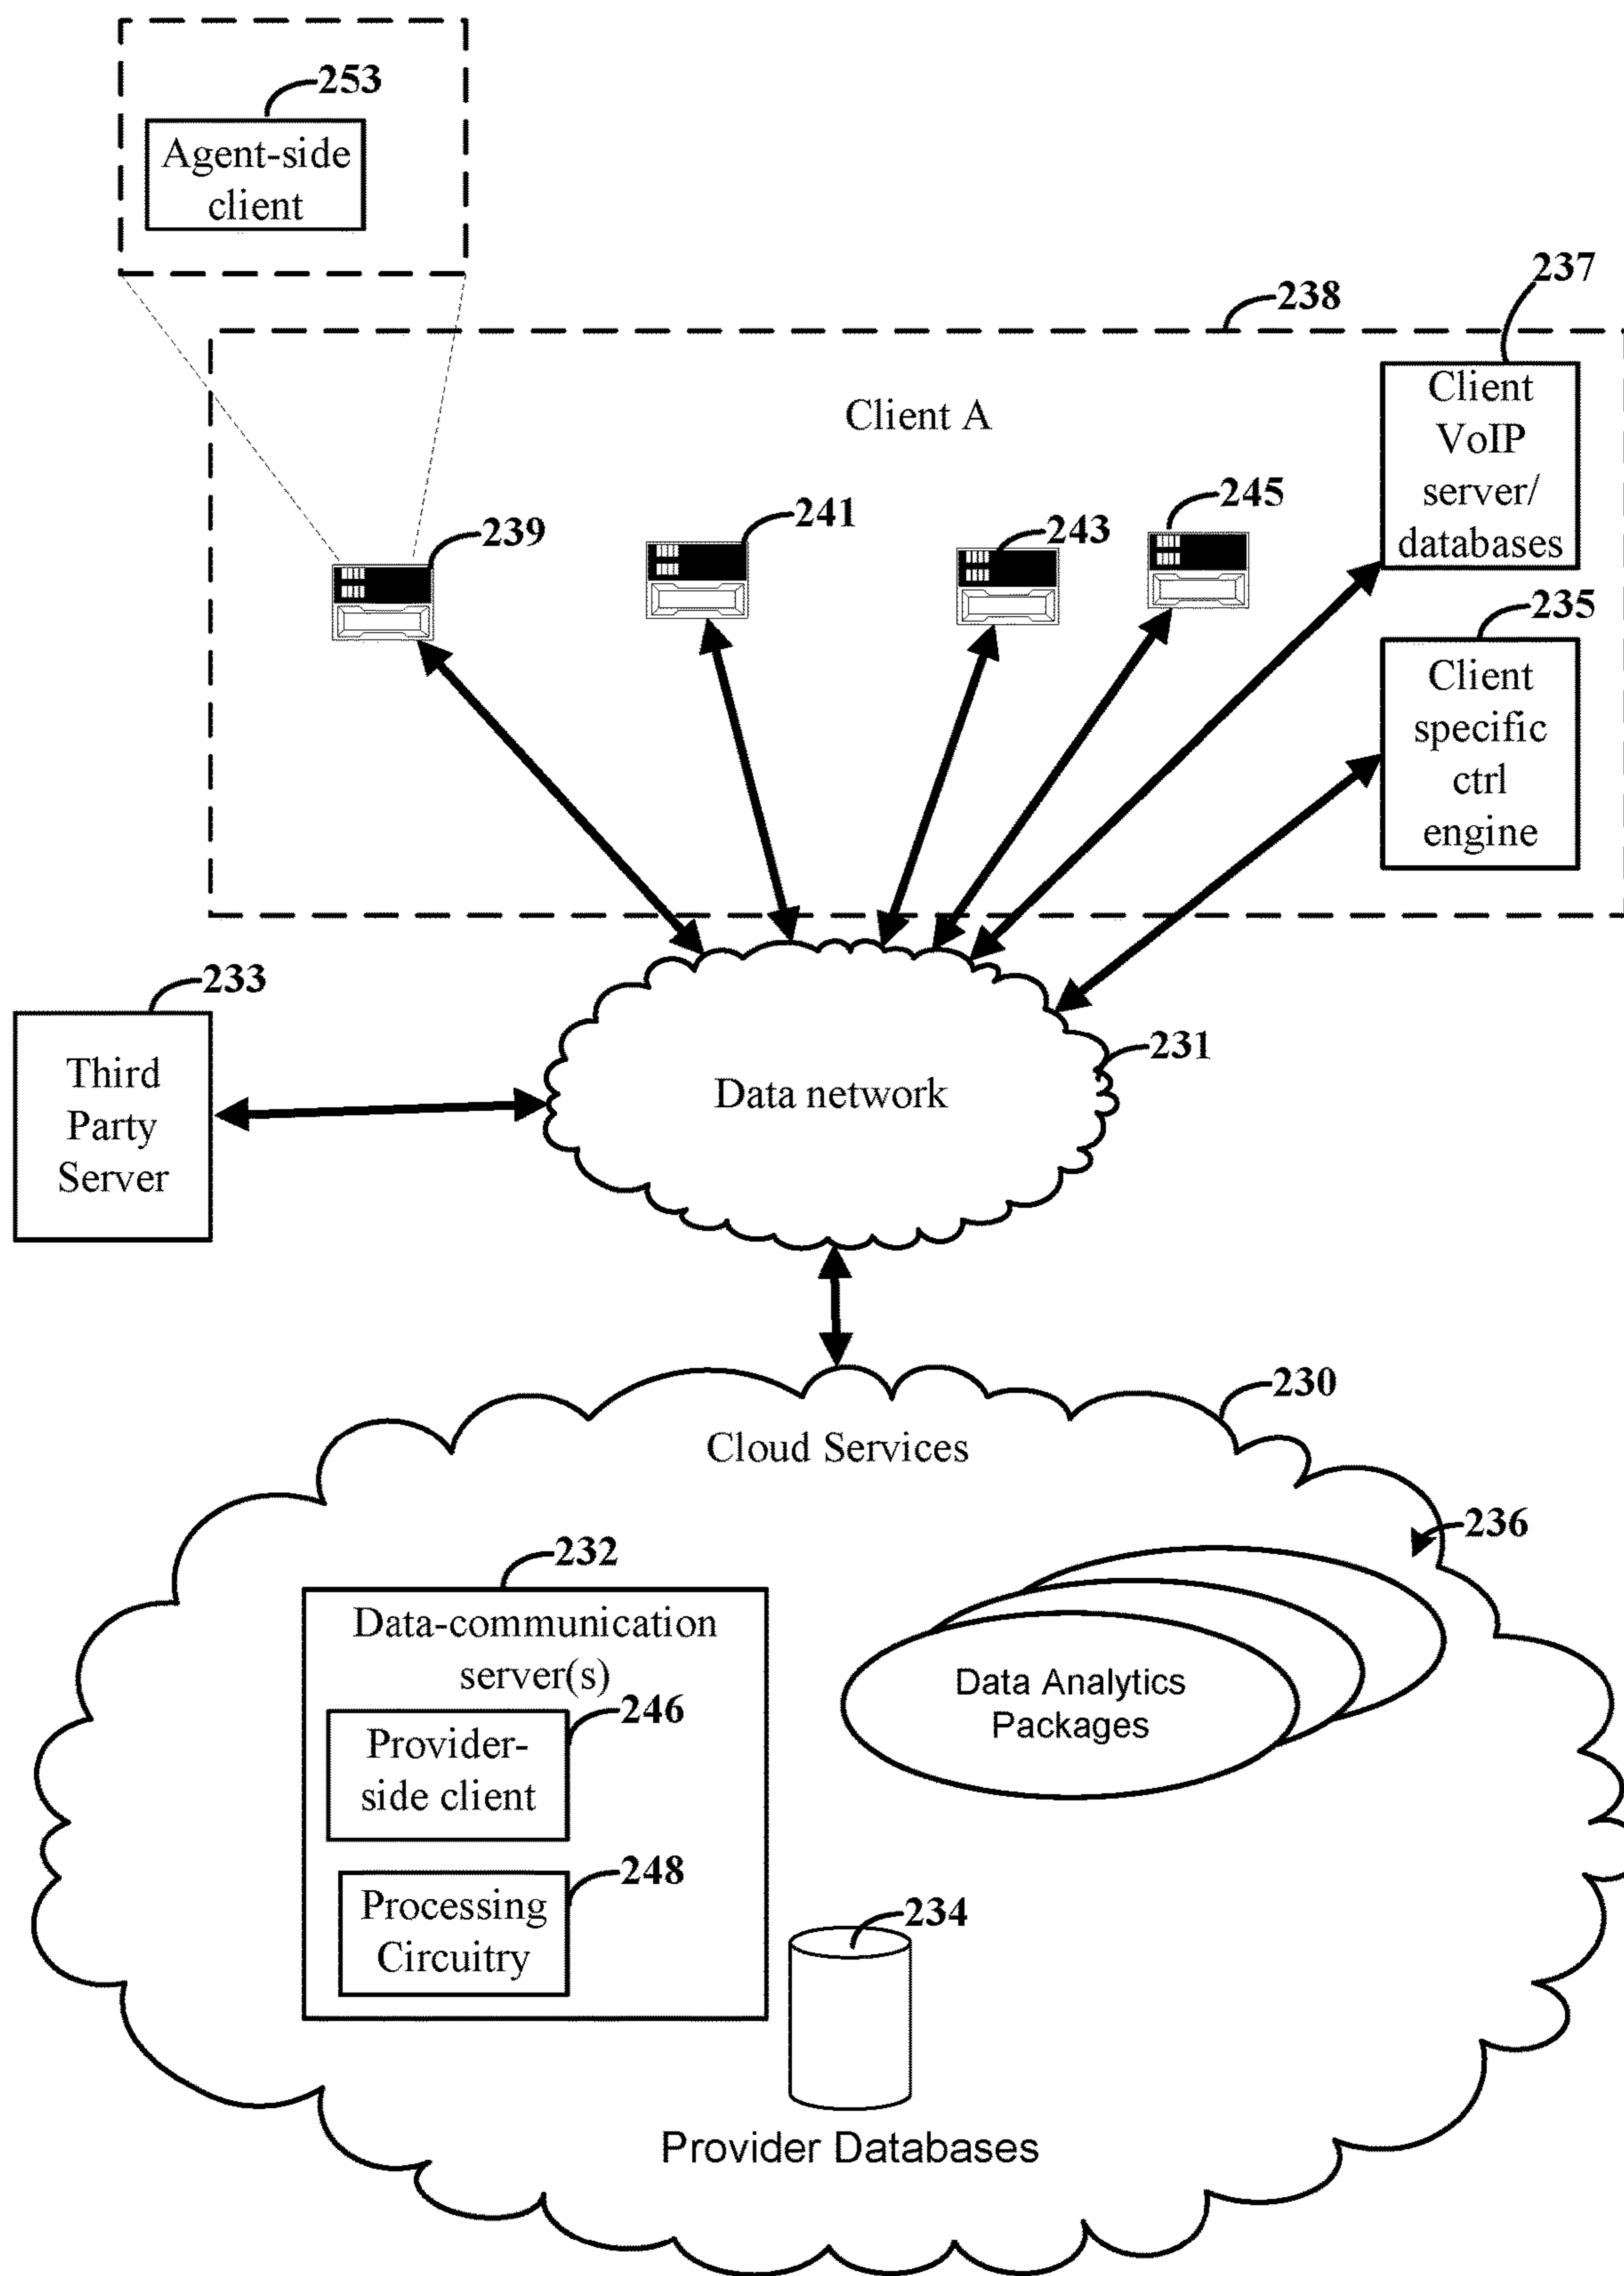 253
Agent-side
client
237
238
Client
VoIP
server/
databases
Client A
239
241
243
245
235
Client
specific
ctrl
engine
233
Third
Party
Server
231
Data network
230
Cloud Services
236
232
Data-communication
server(s)
246
Provider-
side client
248
Processing
Circuitry
Data Analytics
Packages
234
Provider Databases